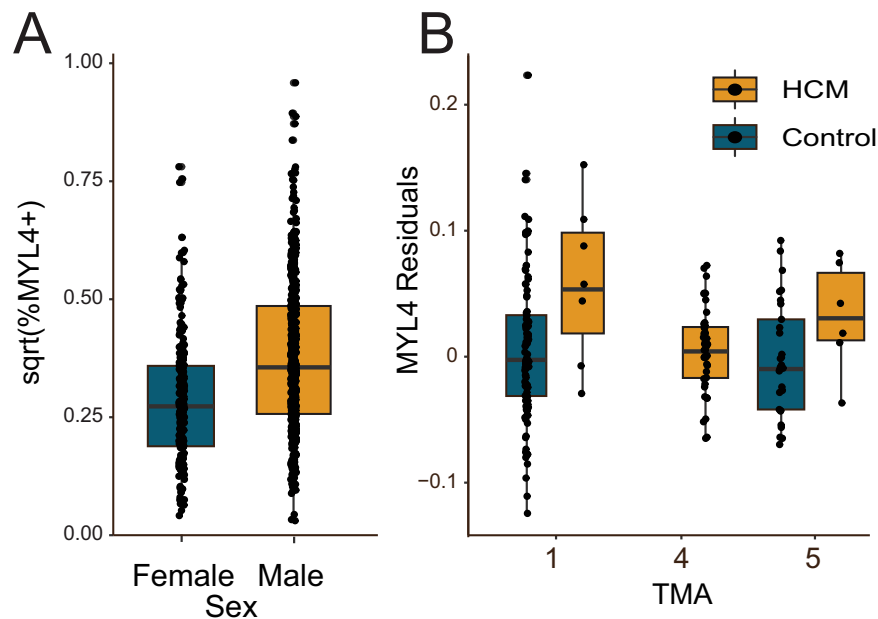 A
sqrt(%MYL4+)
1.00
0.75
0.50
0.25
0.00
Female Male
Sex
B
MYL4 Residuals
0.2
0.1
0
−0.1
HCM
Control
1 4 5
TMA